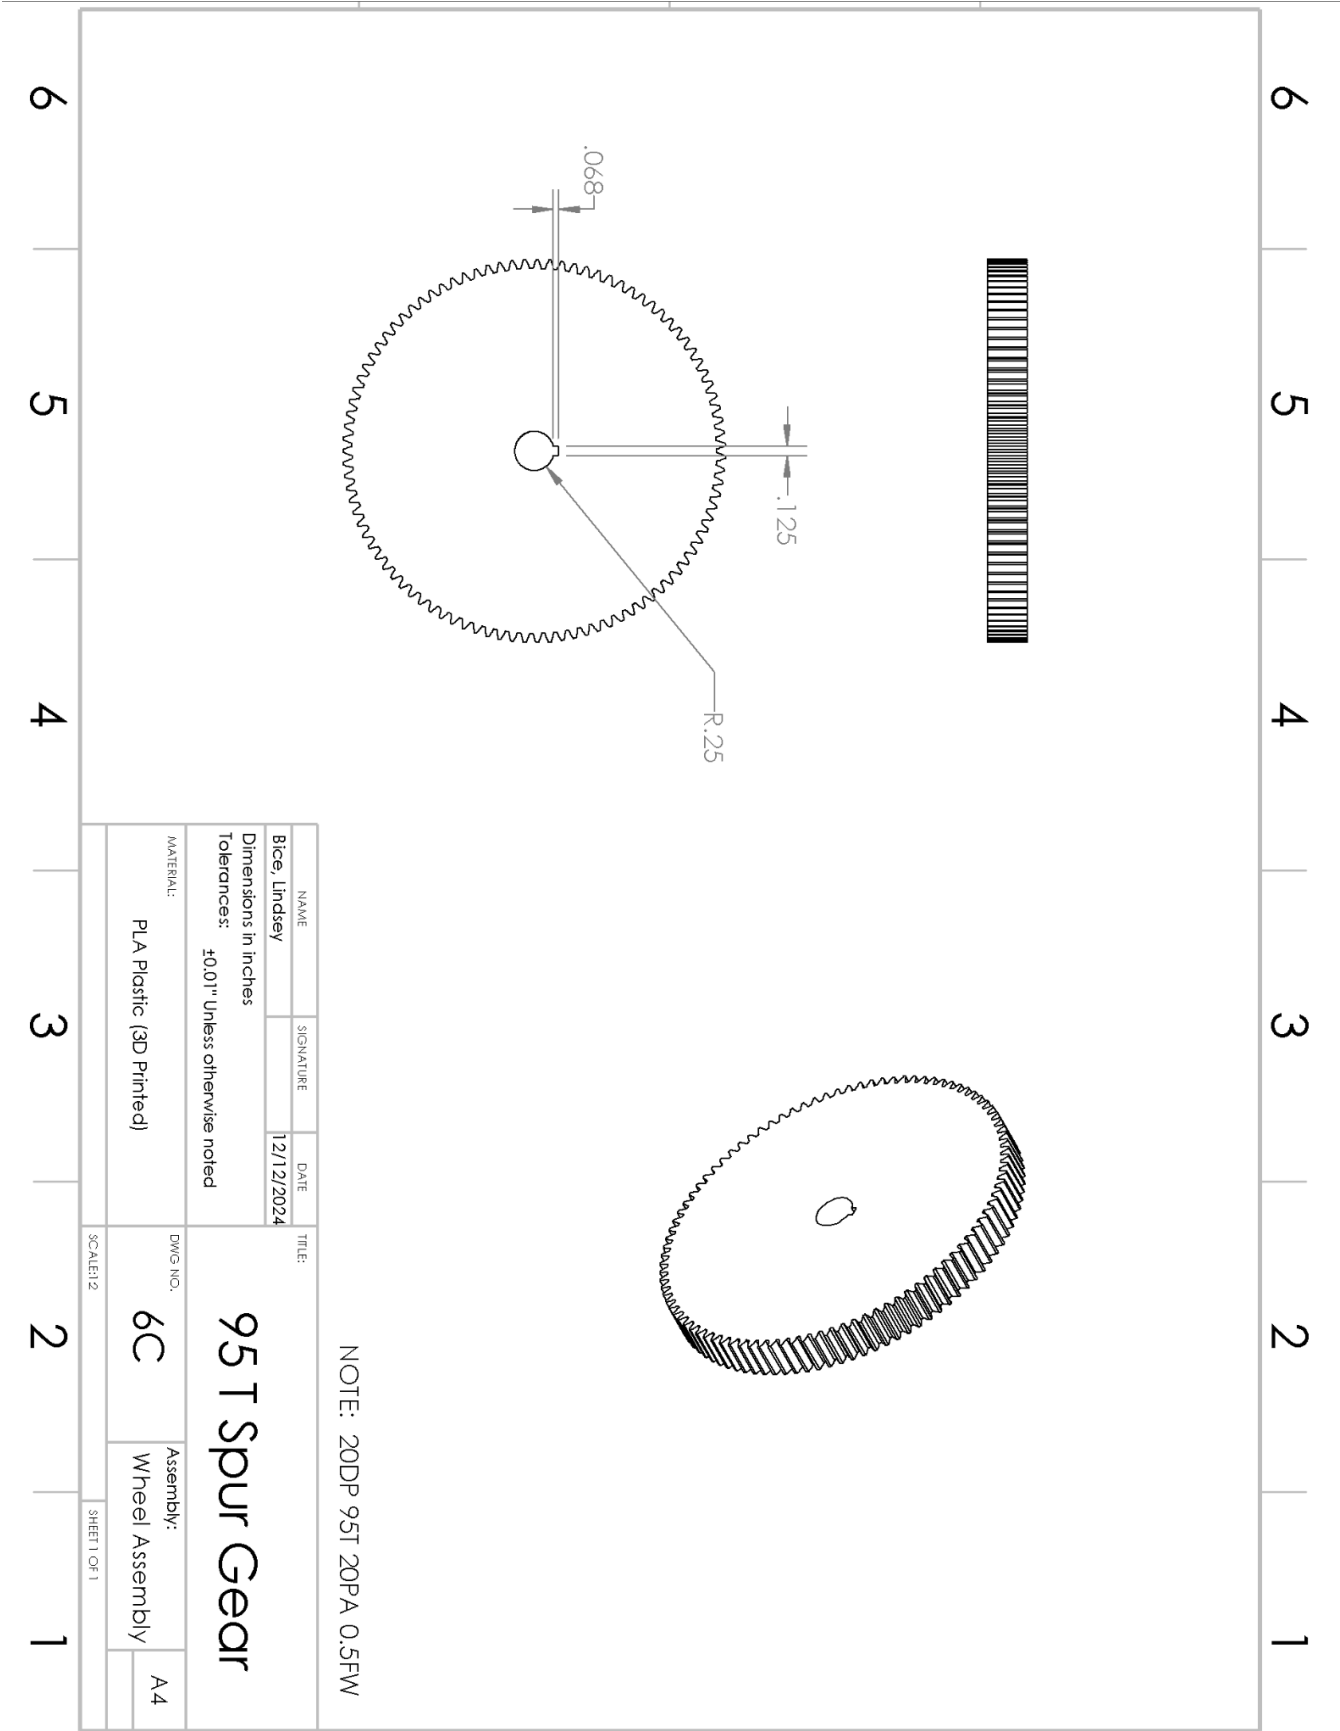 6
5
4
3
2
1
.068
.125
R.25
NOTE: 20DP 95T 20PA 0.5FW
NAME
SIGNATURE
DATE
Bice, Lindsey
12/12/2024
Dimensions in inches
Tolerances:
±0.01" Unless otherwise noted
MATERIAL:
PLA Plastic (3D Printed)
TITLE:
95 T Spur Gear
DWG NO.
6C
Assembly:
Wheel Assembly
A4
SCALE:1:2
SHEET 1 OF 1
6
5
4
3
2
1